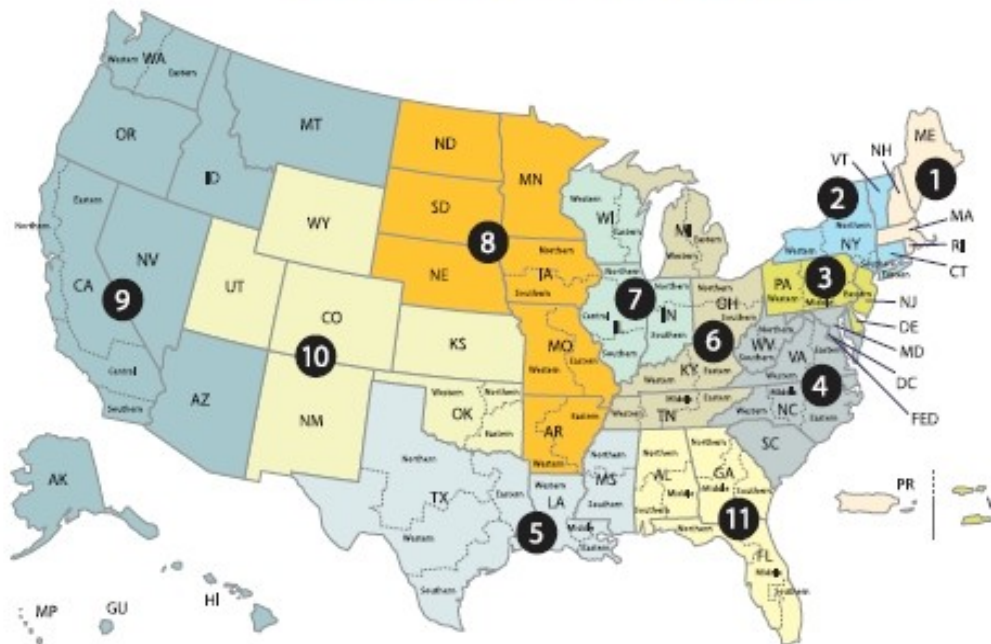 Western
WA
Eastern
OR
MT
ID
ND
MN
SD
WY
8
NE
Northern
IA
Southern
Western
WI
Eastern
MI
Eastern
Western
VT
NH
ME
1
2
Northern
Western
NY
MA
RI
CT
Southern
Eastern
3
PA
Western
Middle
Eastern
NJ
DE
MD
DC
FED
Eastern
Northern
CA
Central
Southern
NV
9
UT
CO
10
KS
MO
Western
Eastern
Northern
7
Central
IL
Southern
Northern
IN
Southern
Northern
OH
Southern
6
Northern
WV
Southern
VA
Eastern
Western
KY
Western
Eastern
4
AZ
NM
Western
OK
Northern
Eastern
Eastern
AR
Western
Western
TN
Middle
Eastern
Western
Middle
NC
Eastern
SC
AK
Northern
TX
Eastern
Western
Southern
Western
LA
Middle
Eastern
5
Northern
MS
Southern
Northern
AL
Middle
Southern
Northern
GA
Middle
Southern
11
Northern
FL
Middle
Southern
PR
V
MP
GU
HI